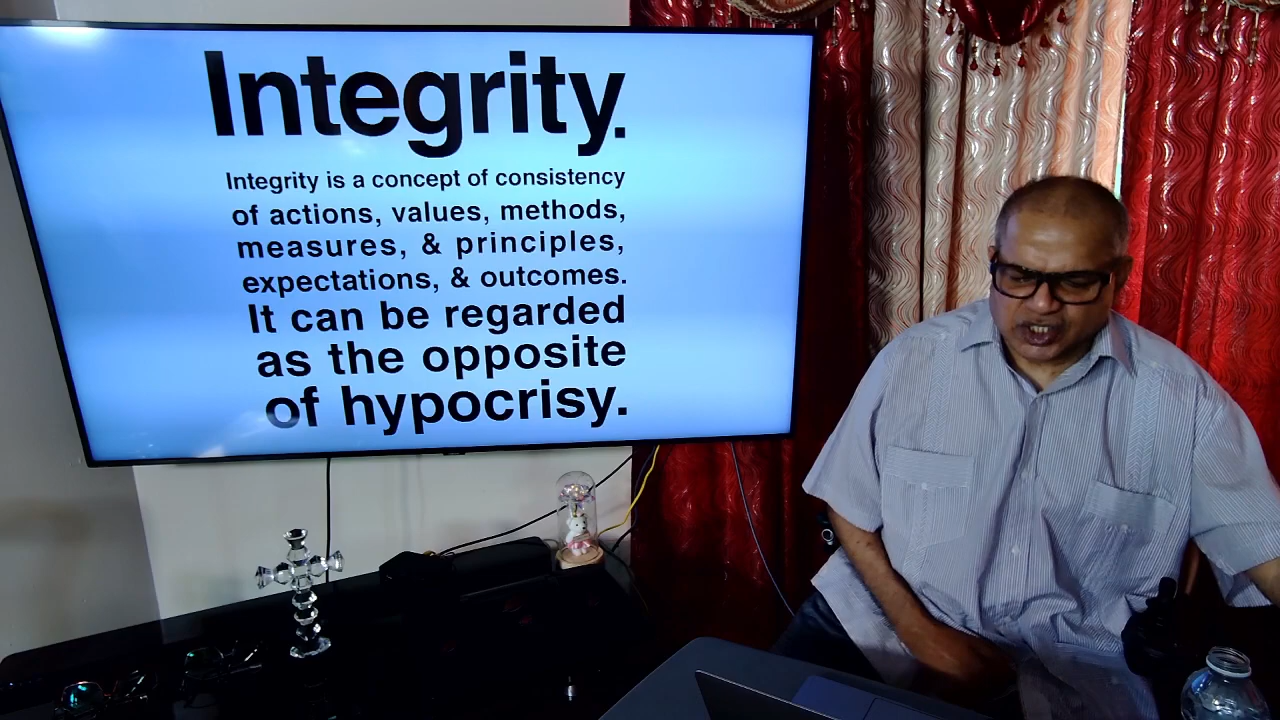 Integrity.
Integrity is a concept of consistency
of actions, values, methods,
measures, & principles,
expectations, & outcomes.
It can be regarded
as the opposite
of hypocrisy.